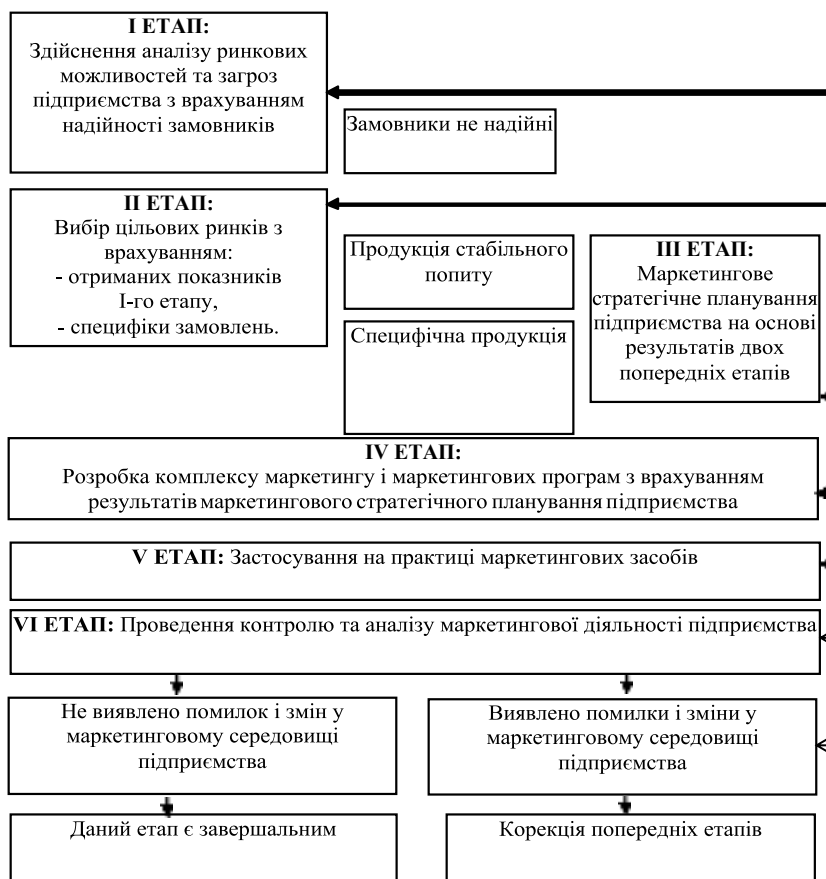 І ЕТАП:
Здійснення аналізу ринкових
можливостей та загроз
підприємства з врахуванням
надійності замовників
Замовники не надійні
ІІ ЕТАП:
Вибір цільових ринків з
врахуванням:
- отриманих показників
І-го етапу,
- специфіки замовлень.
Продукція стабільного
попиту
Специфічна продукція
ІІІ ЕТАП:
Маркетингове
стратегічне планування
підприємства на основі
результатів двох
попередніх етапів
ІV ЕТАП:
Розробка комплексу маркетингу і маркетингових програм з врахуванням
результатів маркетингового стратегічного планування підприємства
V ЕТАП: Застосування на практиці маркетингових засобів
VI ЕТАП: Проведення контролю та аналізу маркетингової діяльності підприємства
Не виявлено помилок і змін у
маркетинговому середовищі
підприємства
Виявлено помилки і зміни у
маркетинговому середовищі
підприємства
Даний етап є завершальним
Корекція попередніх етапів